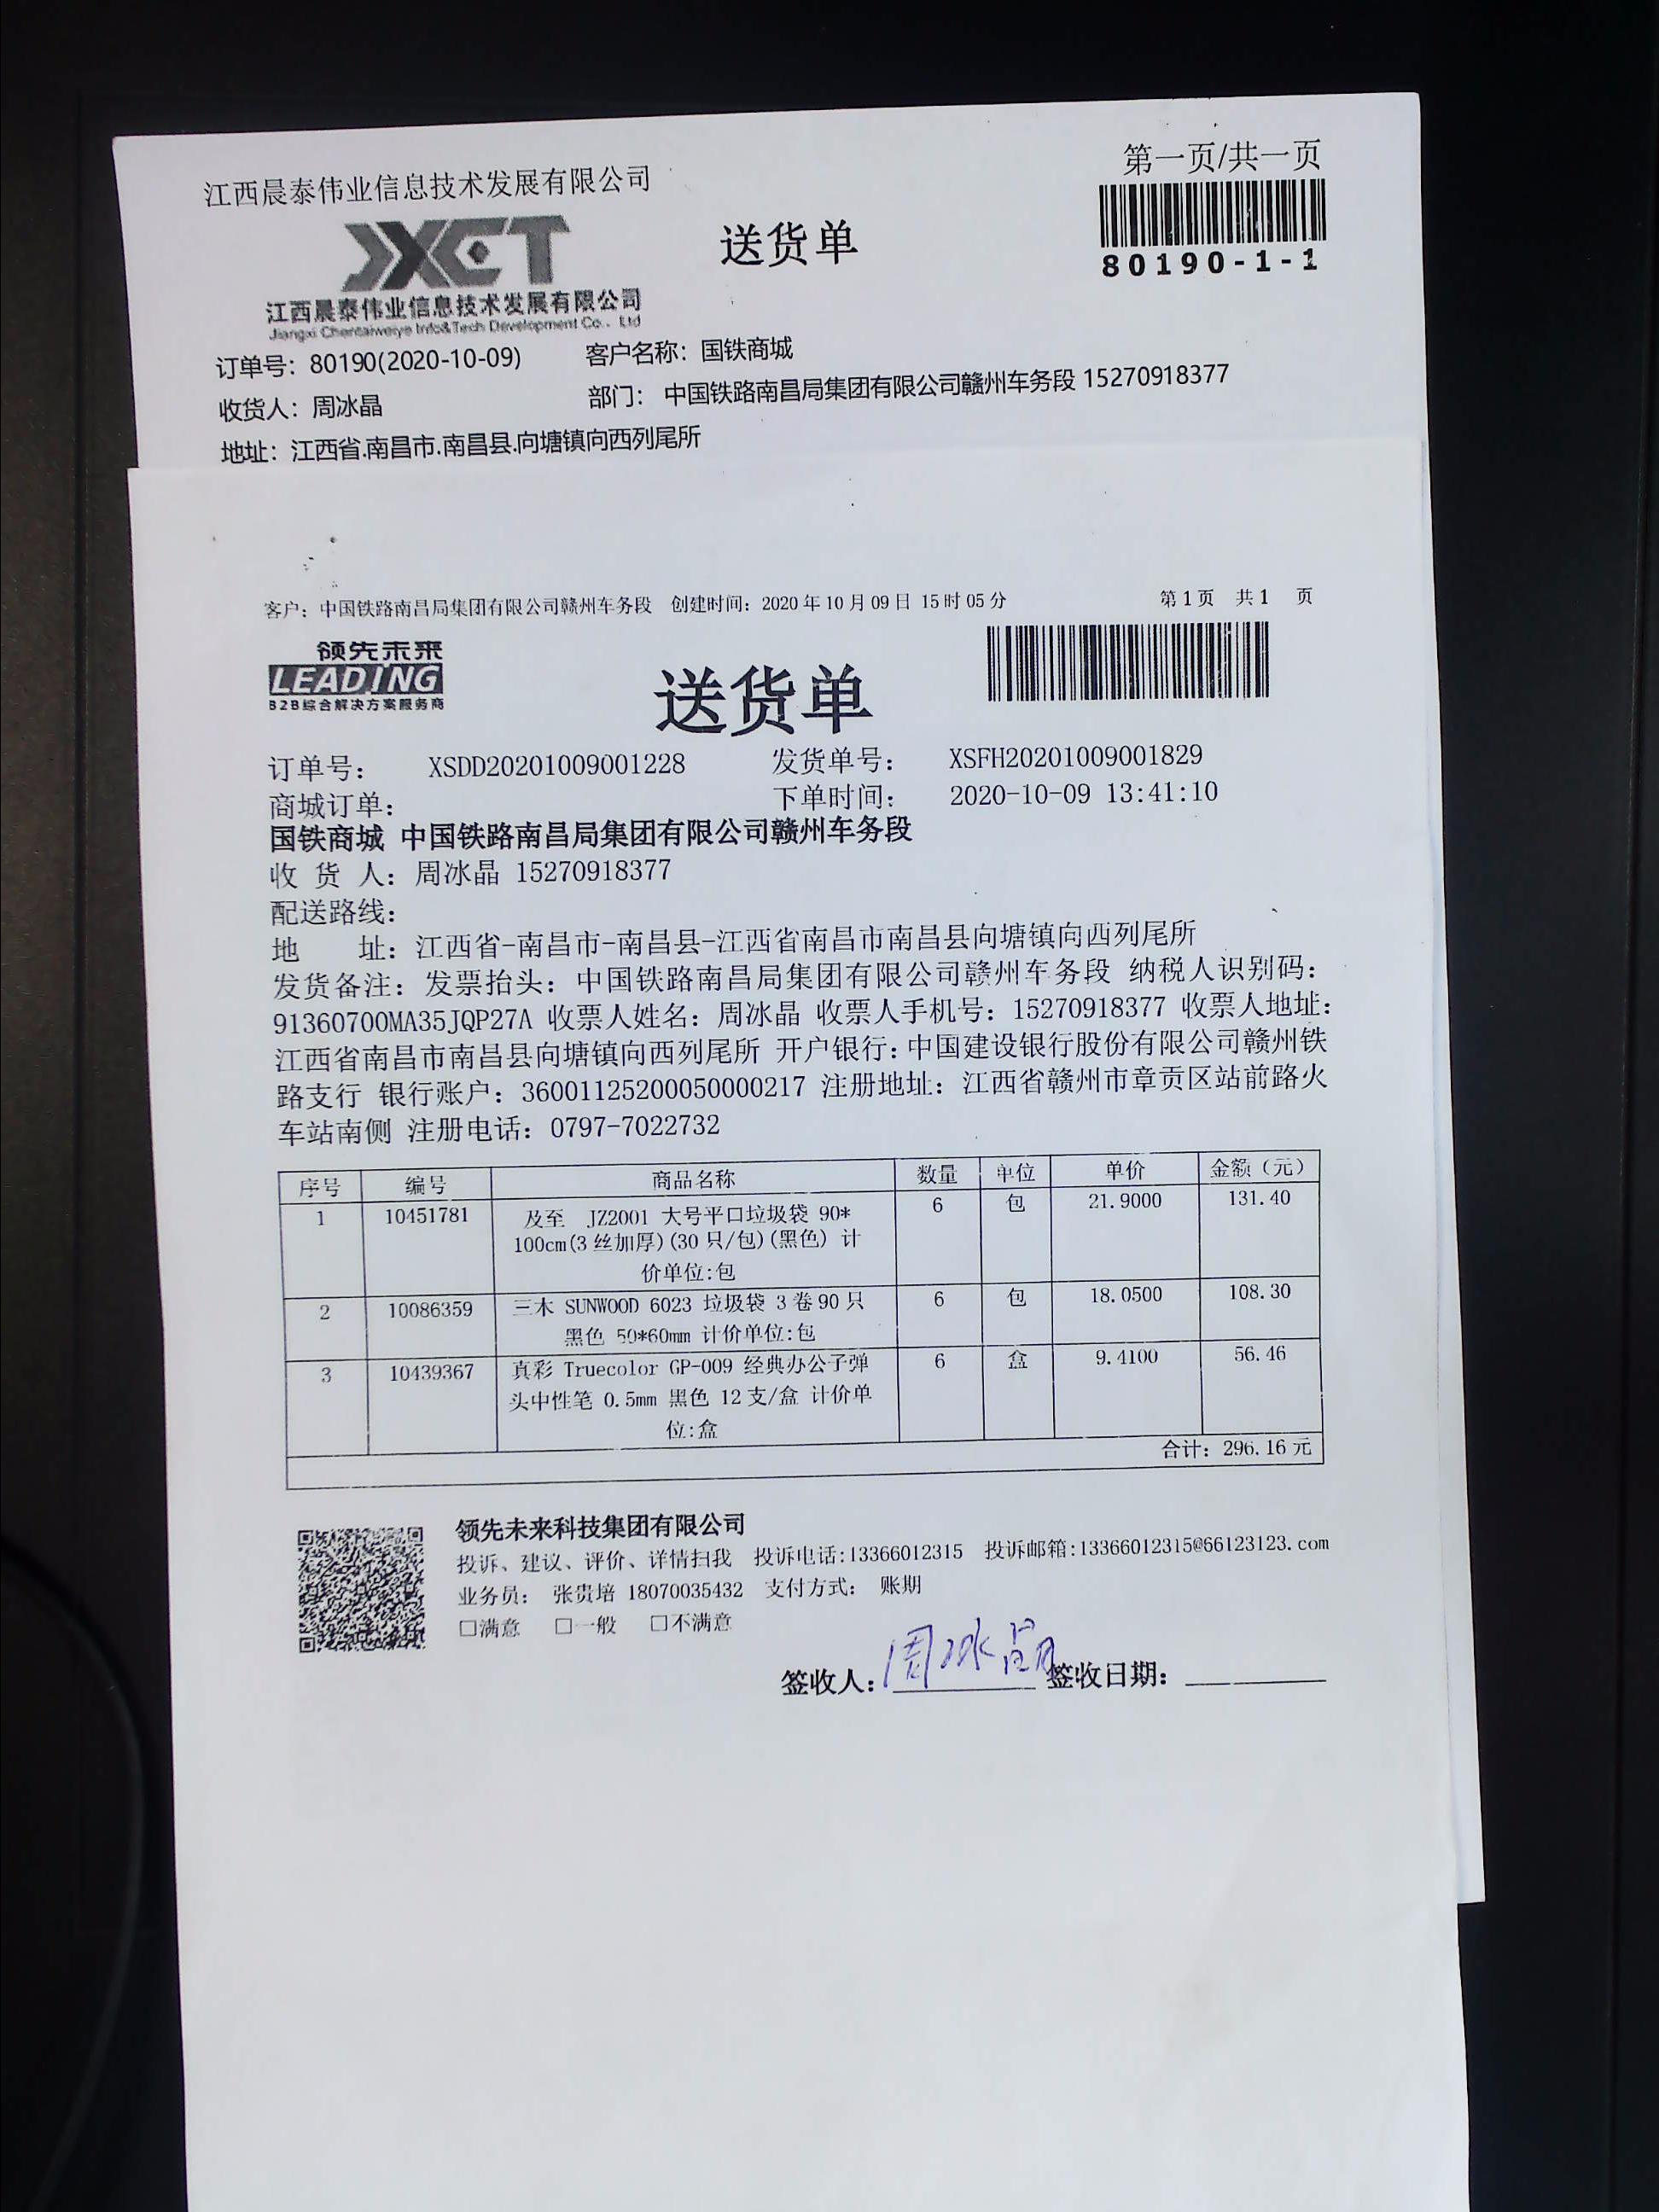 第一页/共一页
江西晨泰伟业信息技术发展有限公司
JXCT
送货单
80190-1-1
江西晨泰伟业信息技术发展有限公司
Jiangxi Chentaiweiye Info&Tech Development Co., Ltd
订单号：80190(2020-10-09) 客户名称：国铁商城
收货人：周冰晶 部门： 中国铁路南昌局集团有限公司赣州车务段 15270918377
地址：江西省.南昌市.南昌县.向塘镇向西列尾所
客户：中国铁路南昌局集团有限公司赣州车务段 创建时间：2020年10月09日 15时05分 第1页 共1 页
领先未来
LEADING
B2B综合解决方案服务商
送货单
订单号： XSDD20201009001228 发货单号： XSFH20201009001829
商城订单： 下单时间： 2020-10-09 13:41:10
国铁商城 中国铁路南昌局集团有限公司赣州车务段
收 货 人：周冰晶 15270918377
配送路线：
地 址：江西省-南昌市-南昌县-江西省南昌市南昌县向塘镇向西列尾所
发货备注：发票抬头：中国铁路南昌局集团有限公司赣州车务段 纳税人识别码：
91360700MA35JQP27A 收票人姓名：周冰晶 收票人手机号：15270918377 收票人地址：
江西省南昌市南昌县向塘镇向西列尾所 开户银行：中国建设银行股份有限公司赣州铁
路支行 银行账户：36001125200050000217 注册地址：江西省赣州市章贡区站前路火
车站南侧 注册电话：0797-7022732
序号 编号 商品名称 数量 单位 单价 金额（元）
1 10451781 及至 JZ2001 大号平口垃圾袋 90* 6 包 21.9000 131.40
100cm(3丝加厚)(30只/包)(黑色) 计
价单位:包
2 10086359 三木 SUNWOOD 6023 垃圾袋 3卷90只 6 包 18.0500 108.30
黑色 50*60mm 计价单位:包
3 10439367 真彩 Truecolor GP-009 经典办公子弹 6 盒 9.4100 56.46
头中性笔 0.5mm 黑色 12支/盒 计价单
位:盒
合计：296.16元
领先未来科技集团有限公司
投诉、建议、评价、详情扫我 投诉电话:13366012315 投诉邮箱:13366012315@66123123.com
业务员： 张贵培 18070035432 支付方式： 账期
□满意 □一般 □不满意
签收人：周冰晶 签收日期：